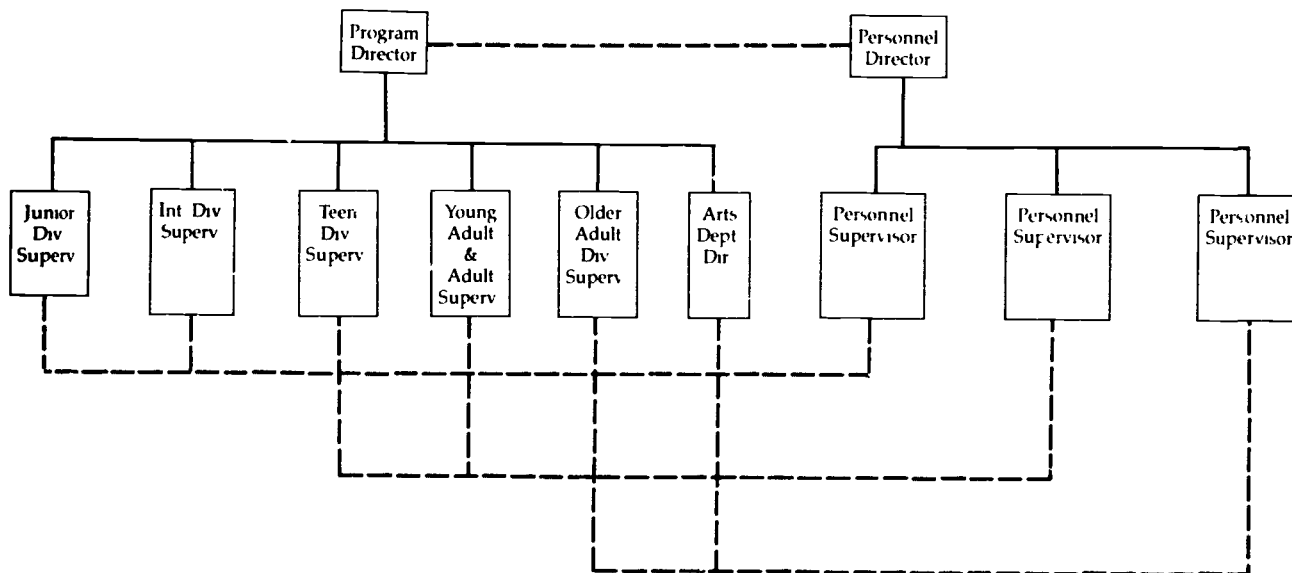 Program
Director
Personnel
Director
Junior
Div
Superv
Int Div
Superv
Teen
Div
Superv
Young
Adult
&
Adult
Superv
Older
Adult
Div
Superv
Arts
Dept
Dir
Personnel
Supervisor
Personnel
Supervisor
Personnel
Supervisor